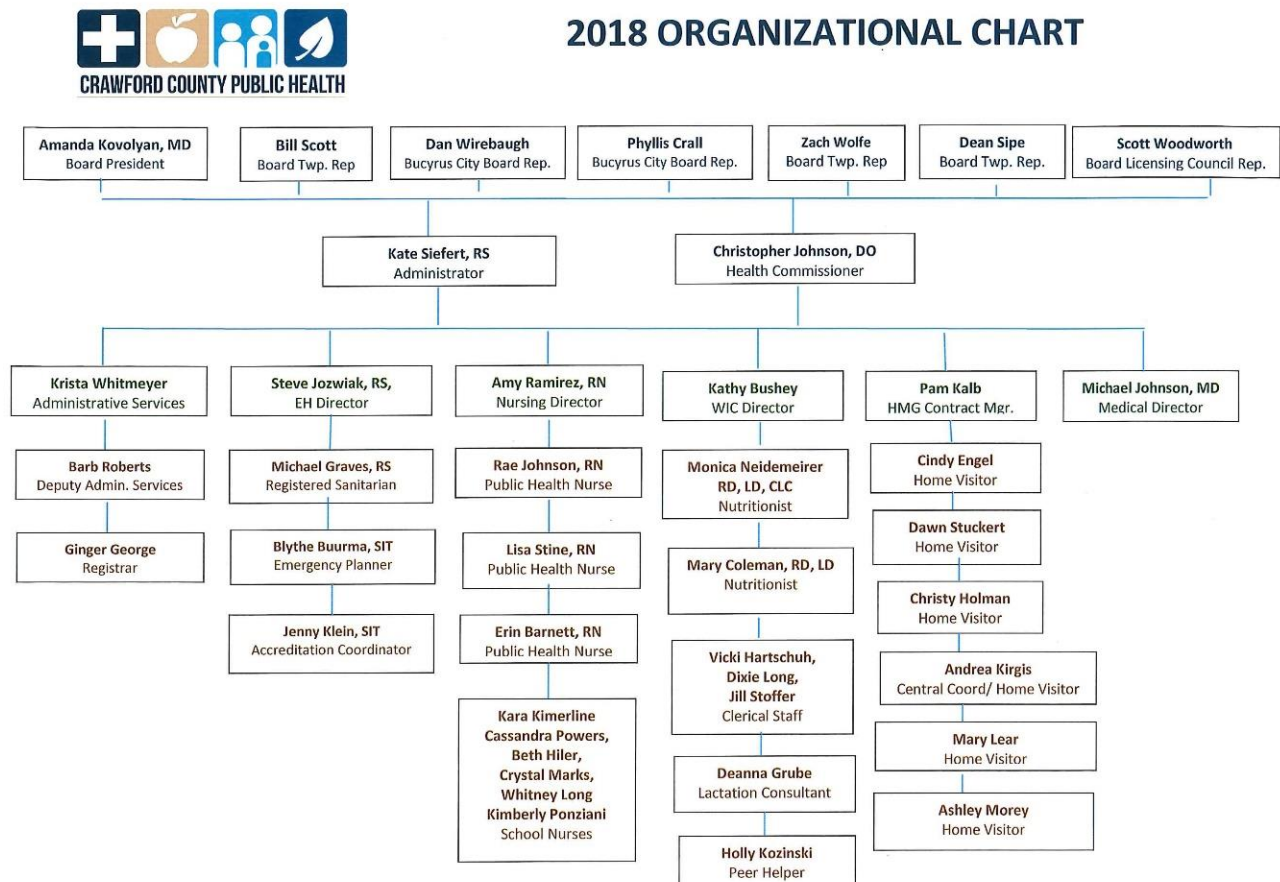 2018 ORGANIZATIONAL CHART
CRAWFORD COUNTY PUBLIC HEALTH
Amanda Kovolyan, MD
Board President
Bill Scott
Board Twp. Rep
Dan Wirebaugh
Bucyrus City Board Rep.
Phyllis Crall
Bucyrus City Board Rep.
Zach Wolfe
Board Twp. Rep
Dean Sipe
Board Twp. Rep.
Scott Woodworth
Board Licensing Council Rep.
Kate Siefert, RS
Administrator
Christopher Johnson, DO
Health Commissioner
Krista Whitmeyer
Administrative Services
Steve Jozwiak, RS,
EH Director
Amy Ramirez, RN
Nursing Director
Kathy Bushey
WIC Director
Pam Kalb
HMG Contract Mgr.
Michael Johnson, MD
Medical Director
Barb Roberts
Deputy Admin. Services
Ginger George
Registrar
Michael Graves, RS
Registered Sanitarian
Blythe Buurma, SIT
Emergency Planner
Jenny Klein, SIT
Accreditation Coordinator
Rae Johnson, RN
Public Health Nurse
Lisa Stine, RN
Public Health Nurse
Erin Barnett, RN
Public Health Nurse
Kara Kimerline
Cassandra Powers,
Beth Hiler,
Crystal Marks,
Whitney Long
Kimberly Ponziani
School Nurses
Monica Neidemeirer
RD, LD, CLC
Nutritionist
Mary Coleman, RD, LD
Nutritionist
Vicki Hartschuh,
Dixie Long,
Jill Stoffer
Clerical Staff
Deanna Grube
Lactation Consultant
Holly Kozinski
Peer Helper
Cindy Engel
Home Visitor
Dawn Stuckert
Home Visitor
Christy Holman
Home Visitor
Andrea Kirgis
Central Coord/ Home Visitor
Mary Lear
Home Visitor
Ashley Morey
Home Visitor